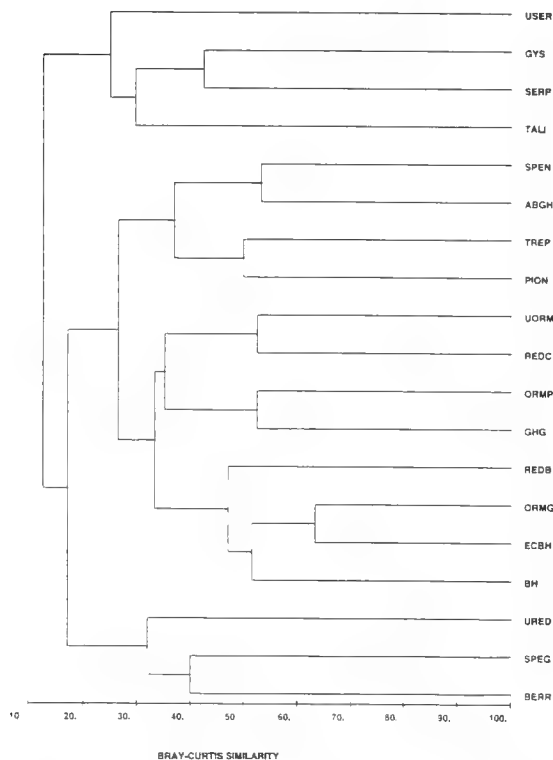 USER
GYS
SERP
TALI
SPEN
ABGH
TREP
PION
UORM
REDC
ORMP
GHG
REDB
ORMG
ECBH
BH
URED
SPEG
BERR
10 20. 30. 40. 50. 60. 70. 80. 90. 100.
BRAY-CURTIS SIMILARITY